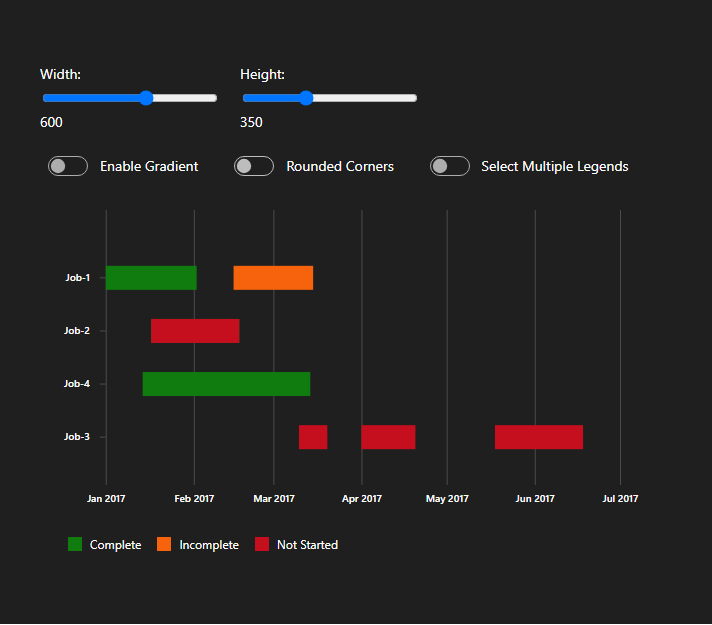 Width: Height:
600 350
Enable Gradient Rounded Corners Select Multiple Legends
Job-1
Job-2
Job-4
Job-3
Jan 2017 Feb 2017 Mar 2017 Apr 2017 May 2017 Jun 2017 Jul 2017
Complete Incomplete Not Started